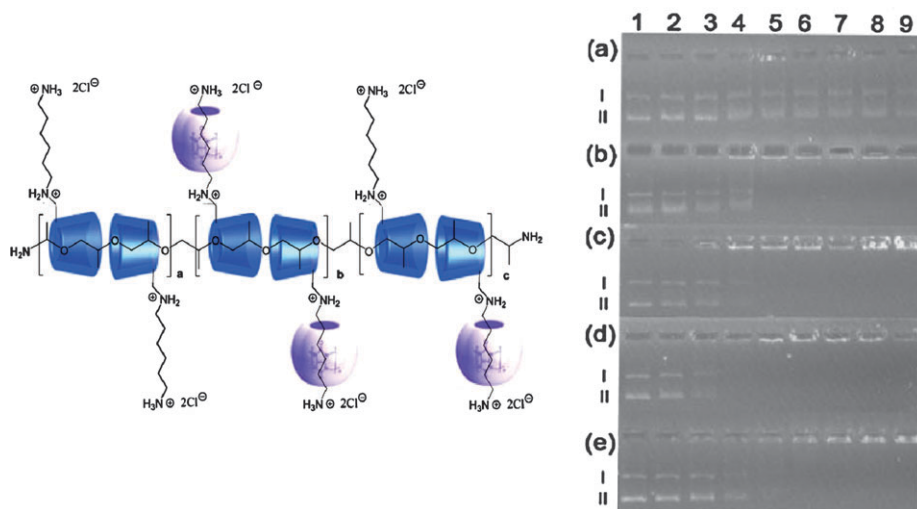 ⊕NH₃ 2Cl⊖
⊕NH₃ 2Cl⊖
⊕NH₃ 2Cl⊖
H₂N⊕
H₂N⊕
H₂N⊕
H₂N O O O a O O O b O O O c NH₂
⊕NH₂
⊕NH₂
⊕NH₂
H₃N⊕ 2Cl⊖
H₃N⊕ 2Cl⊖
H₃N⊕ 2Cl⊖
1 2 3 4 5 6 7 8 9
(a)
I
II
(b)
I
II
(c)
I
II
(d)
I
II
(e)
I
II